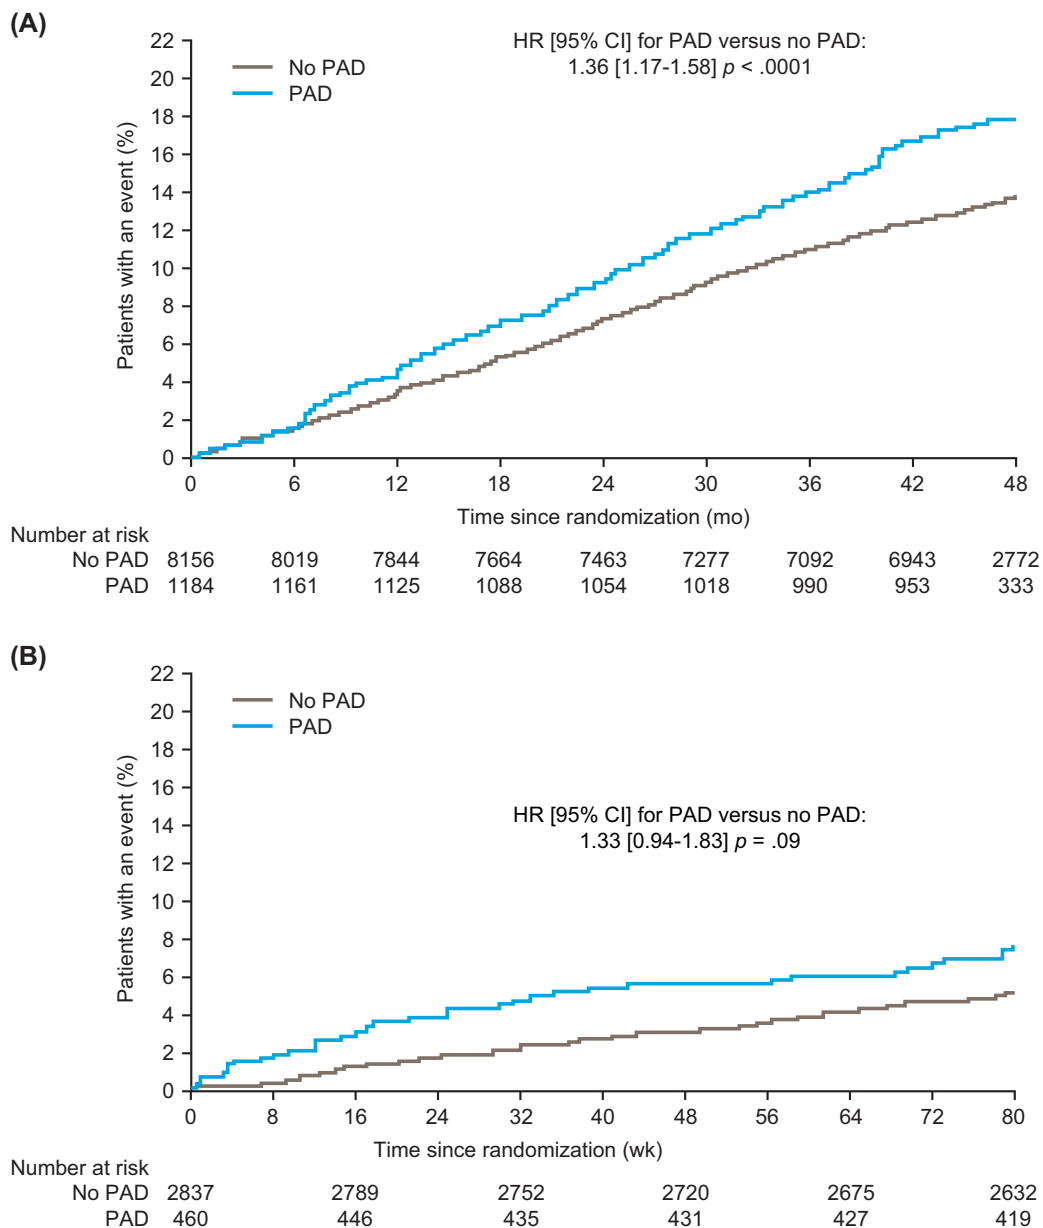 (A)
HR [95% CI] for PAD versus no PAD:
1.36 [1.17-1.58] p < .0001
No PAD
PAD
Patients with an event (%)
22
20
18
16
14
12
10
8
6
4
2
0
0 6 12 18 24 30 36 42 48
Time since randomization (mo)
Number at risk
No PAD 8156 8019 7844 7664 7463 7277 7092 6943 2772
PAD 1184 1161 1125 1088 1054 1018 990 953 333
(B)
No PAD
PAD
HR [95% CI] for PAD versus no PAD:
1.33 [0.94-1.83] p = .09
Patients with an event (%)
22
20
18
16
14
12
10
8
6
4
2
0
0 8 16 24 32 40 48 56 64 72 80
Time since randomization (wk)
Number at risk
No PAD 2837 2789 2752 2720 2675 2632
PAD 460 446 435 431 427 419